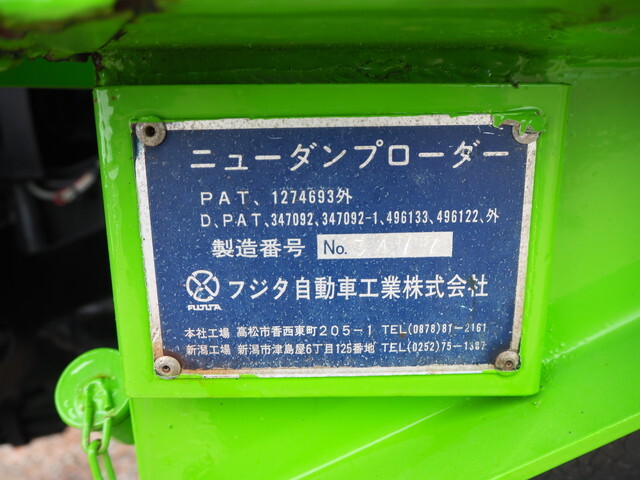 ニューダンプローダー
PAT、1274693外
D、PAT、347092、347092-1、496133、496122、外
製造番号 No.
FUJITA フジタ自動車工業株式会社
本社工場 高松市香西東町205-1 TEL(0878)81-2161
新潟工場 新潟市津島屋6丁目125番地 TEL(0252)75-